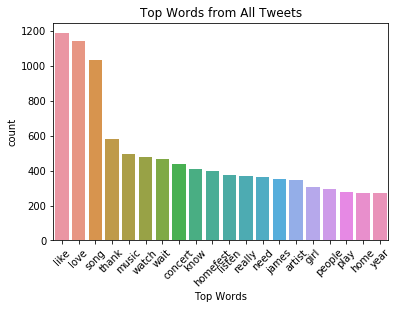 Top Words from All Tweets
1200
1000
800
600
400
200
0
count
like
love
song
thank
music
watch
wait
concert
know
homefest
listen
really
need
james
artist
girl
people
play
home
year
Top Words